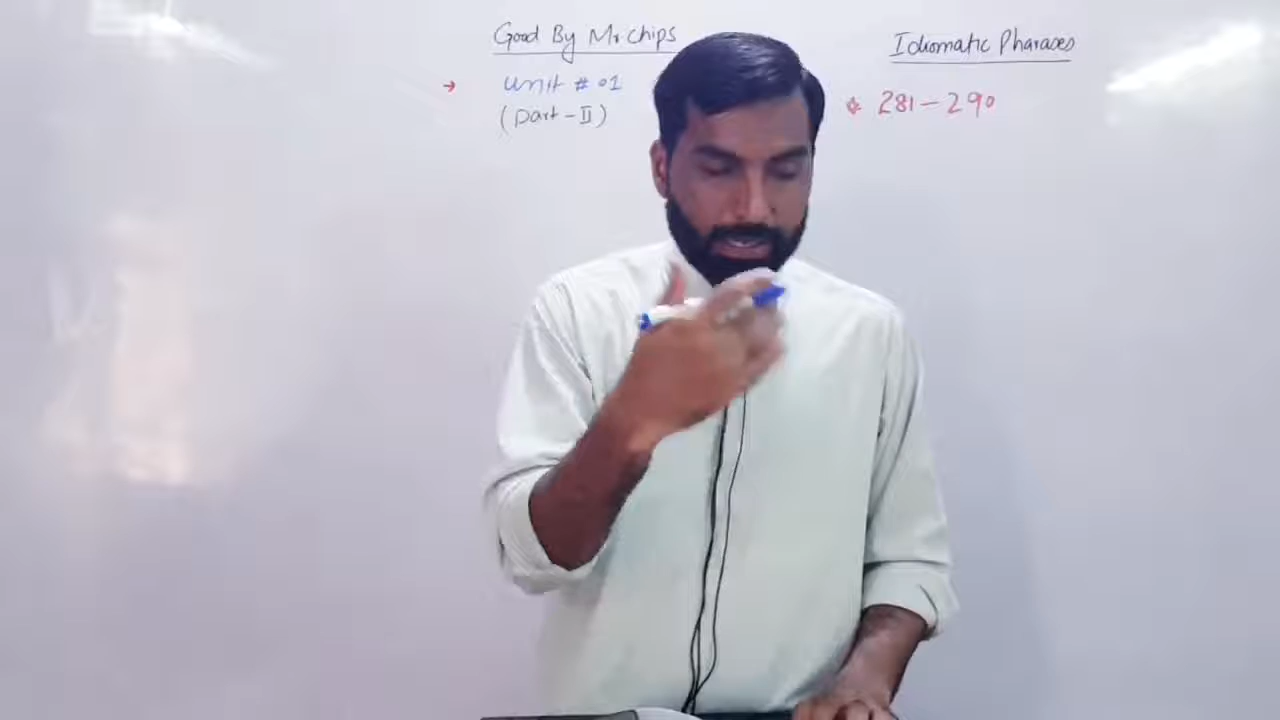 Good By Mr Chips
→ Unit # 01
(Part - II)
Idiomatic Pharases
281 - 290